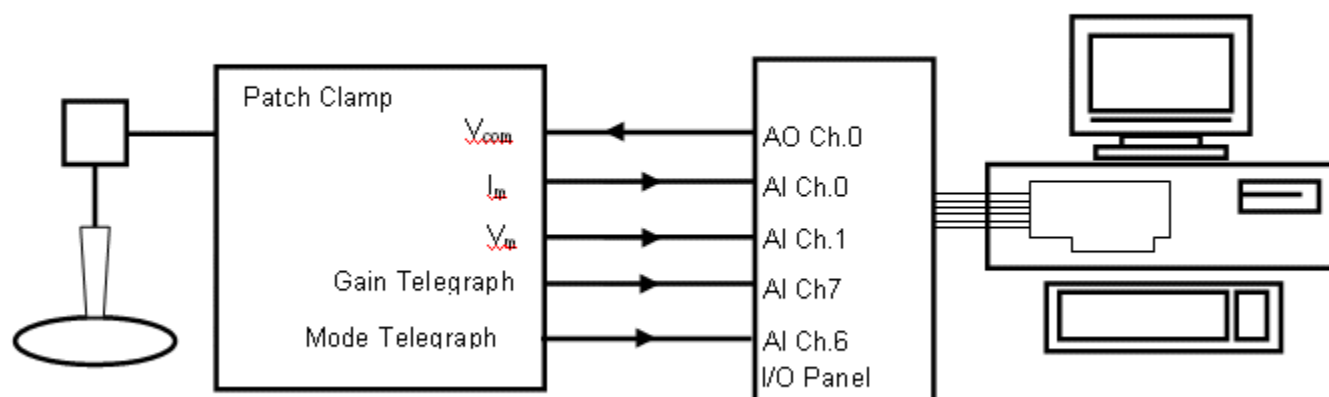 Patch Clamp
Vcom
Im
Vm
Gain Telegraph
Mode Telegraph
AO Ch.0
AI Ch.0
AI Ch.1
AI Ch7
AI Ch.6
I/O Panel